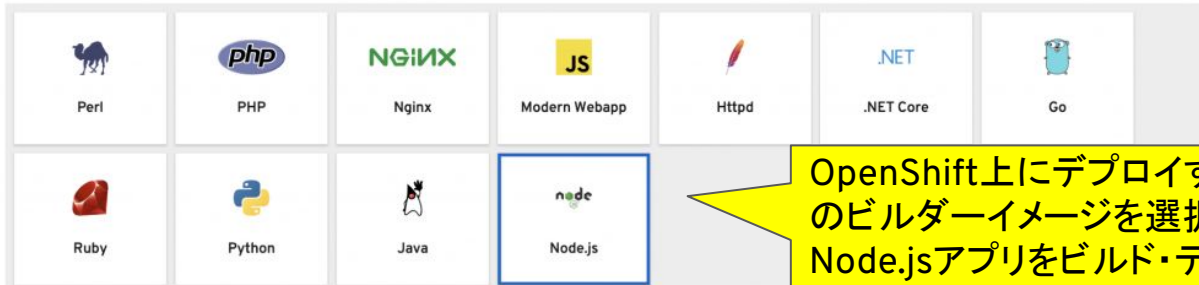 php
NGINX
JS
.NET
Perl
PHP
Nginx
Modern Webapp
Httpd
.NET Core
Go
node
Ruby
Python
Java
Node.js
OpenShift上にデプロイ
のビルダーイメージを選
Node.jsアプリをビルド・デ